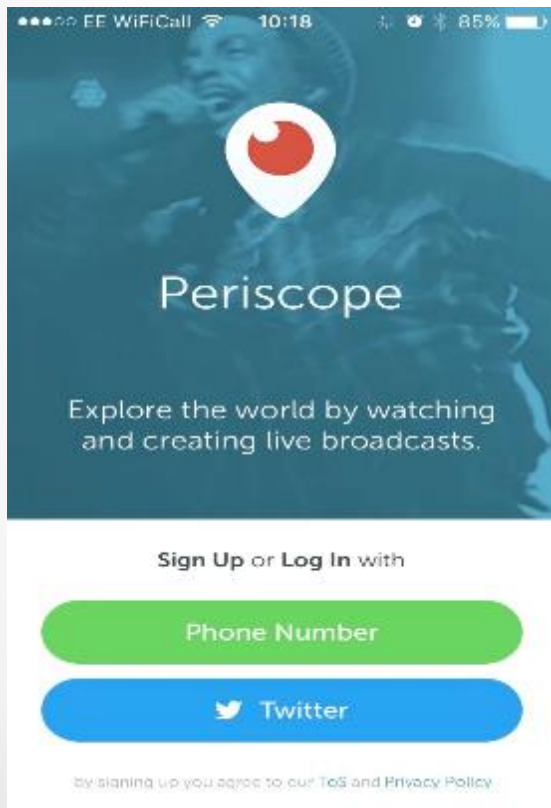 EE WiFiCall 10:18 85%
Periscope
Explore the world by watching
and creating live broadcasts.
Sign Up or Log In with
Phone Number
Twitter
by signing up you agree to our ToS and Privacy Policy